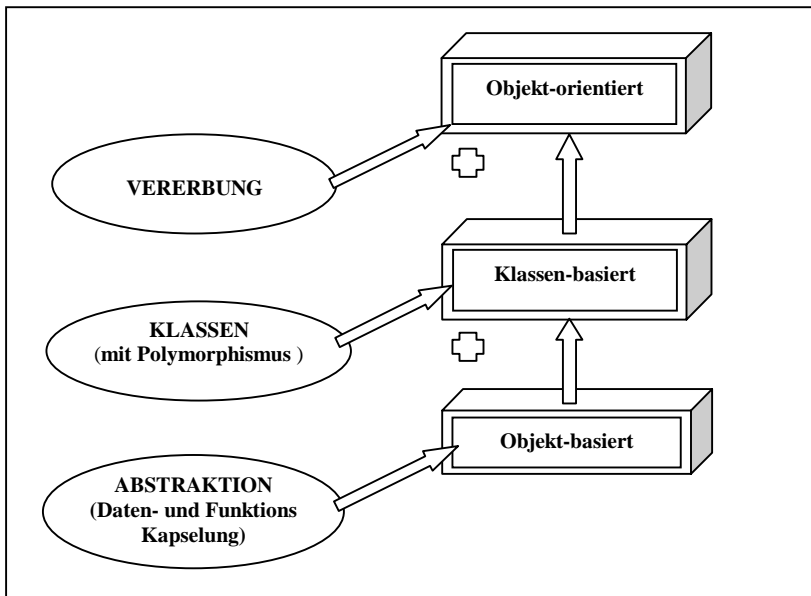 Objekt-orientiert
VERERBUNG
Klassen-basiert
KLASSEN
(mit Polymorphismus )
Objekt-basiert
ABSTRAKTION
(Daten- und Funktions
Kapselung)